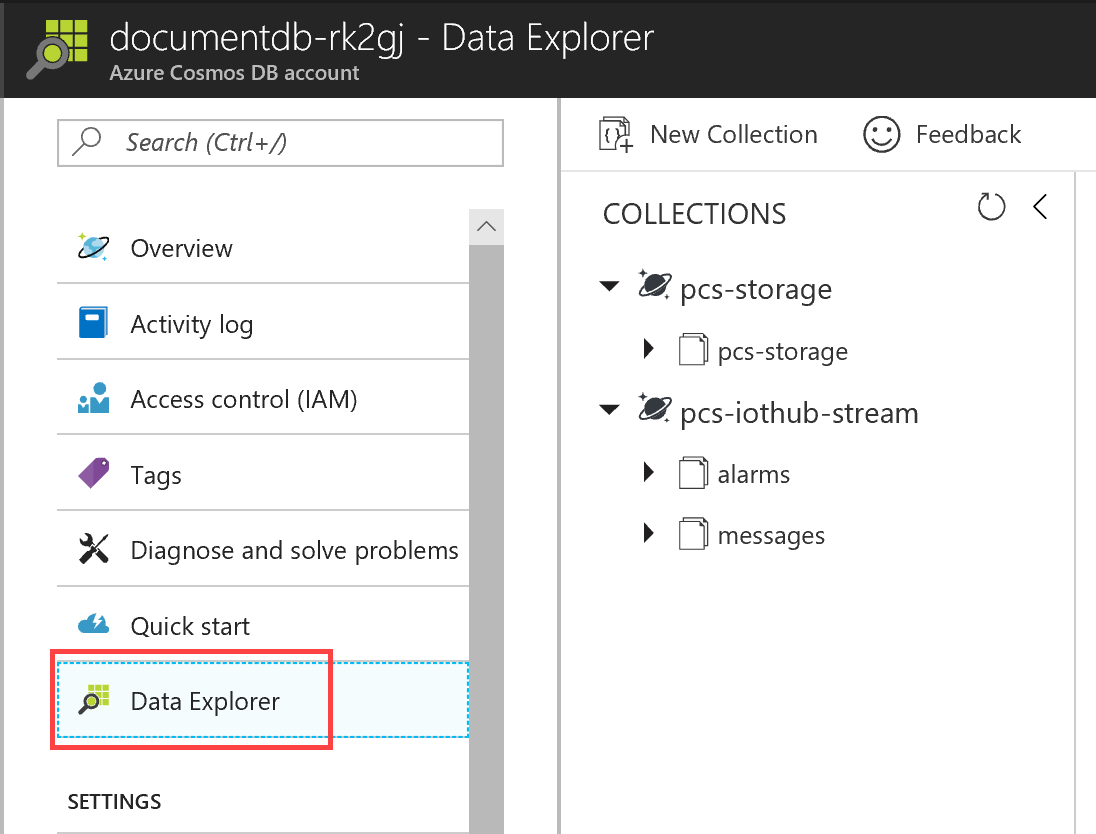 documentdb-rk2gj - Data Explorer
Azure Cosmos DB account
Search (Ctrl+/)
Overview
Activity log
Access control (IAM)
Tags
Diagnose and solve problems
Quick start
Data Explorer
SETTINGS
New Collection
Feedback
COLLECTIONS
pcs-storage
pcs-storage
pcs-iothub-stream
alarms
messages